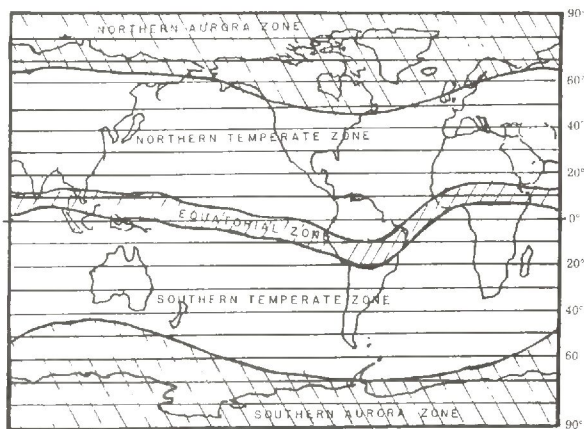 90°
NORTHERN AURORA ZONE
60°
40°
NORTHERN TEMPERATE ZONE
20°
EQUATORIAL ZONE
0°
20°
SOUTHERN TEMPERATE ZONE
40°
60
SOUTHERN AURORA ZONE
90°